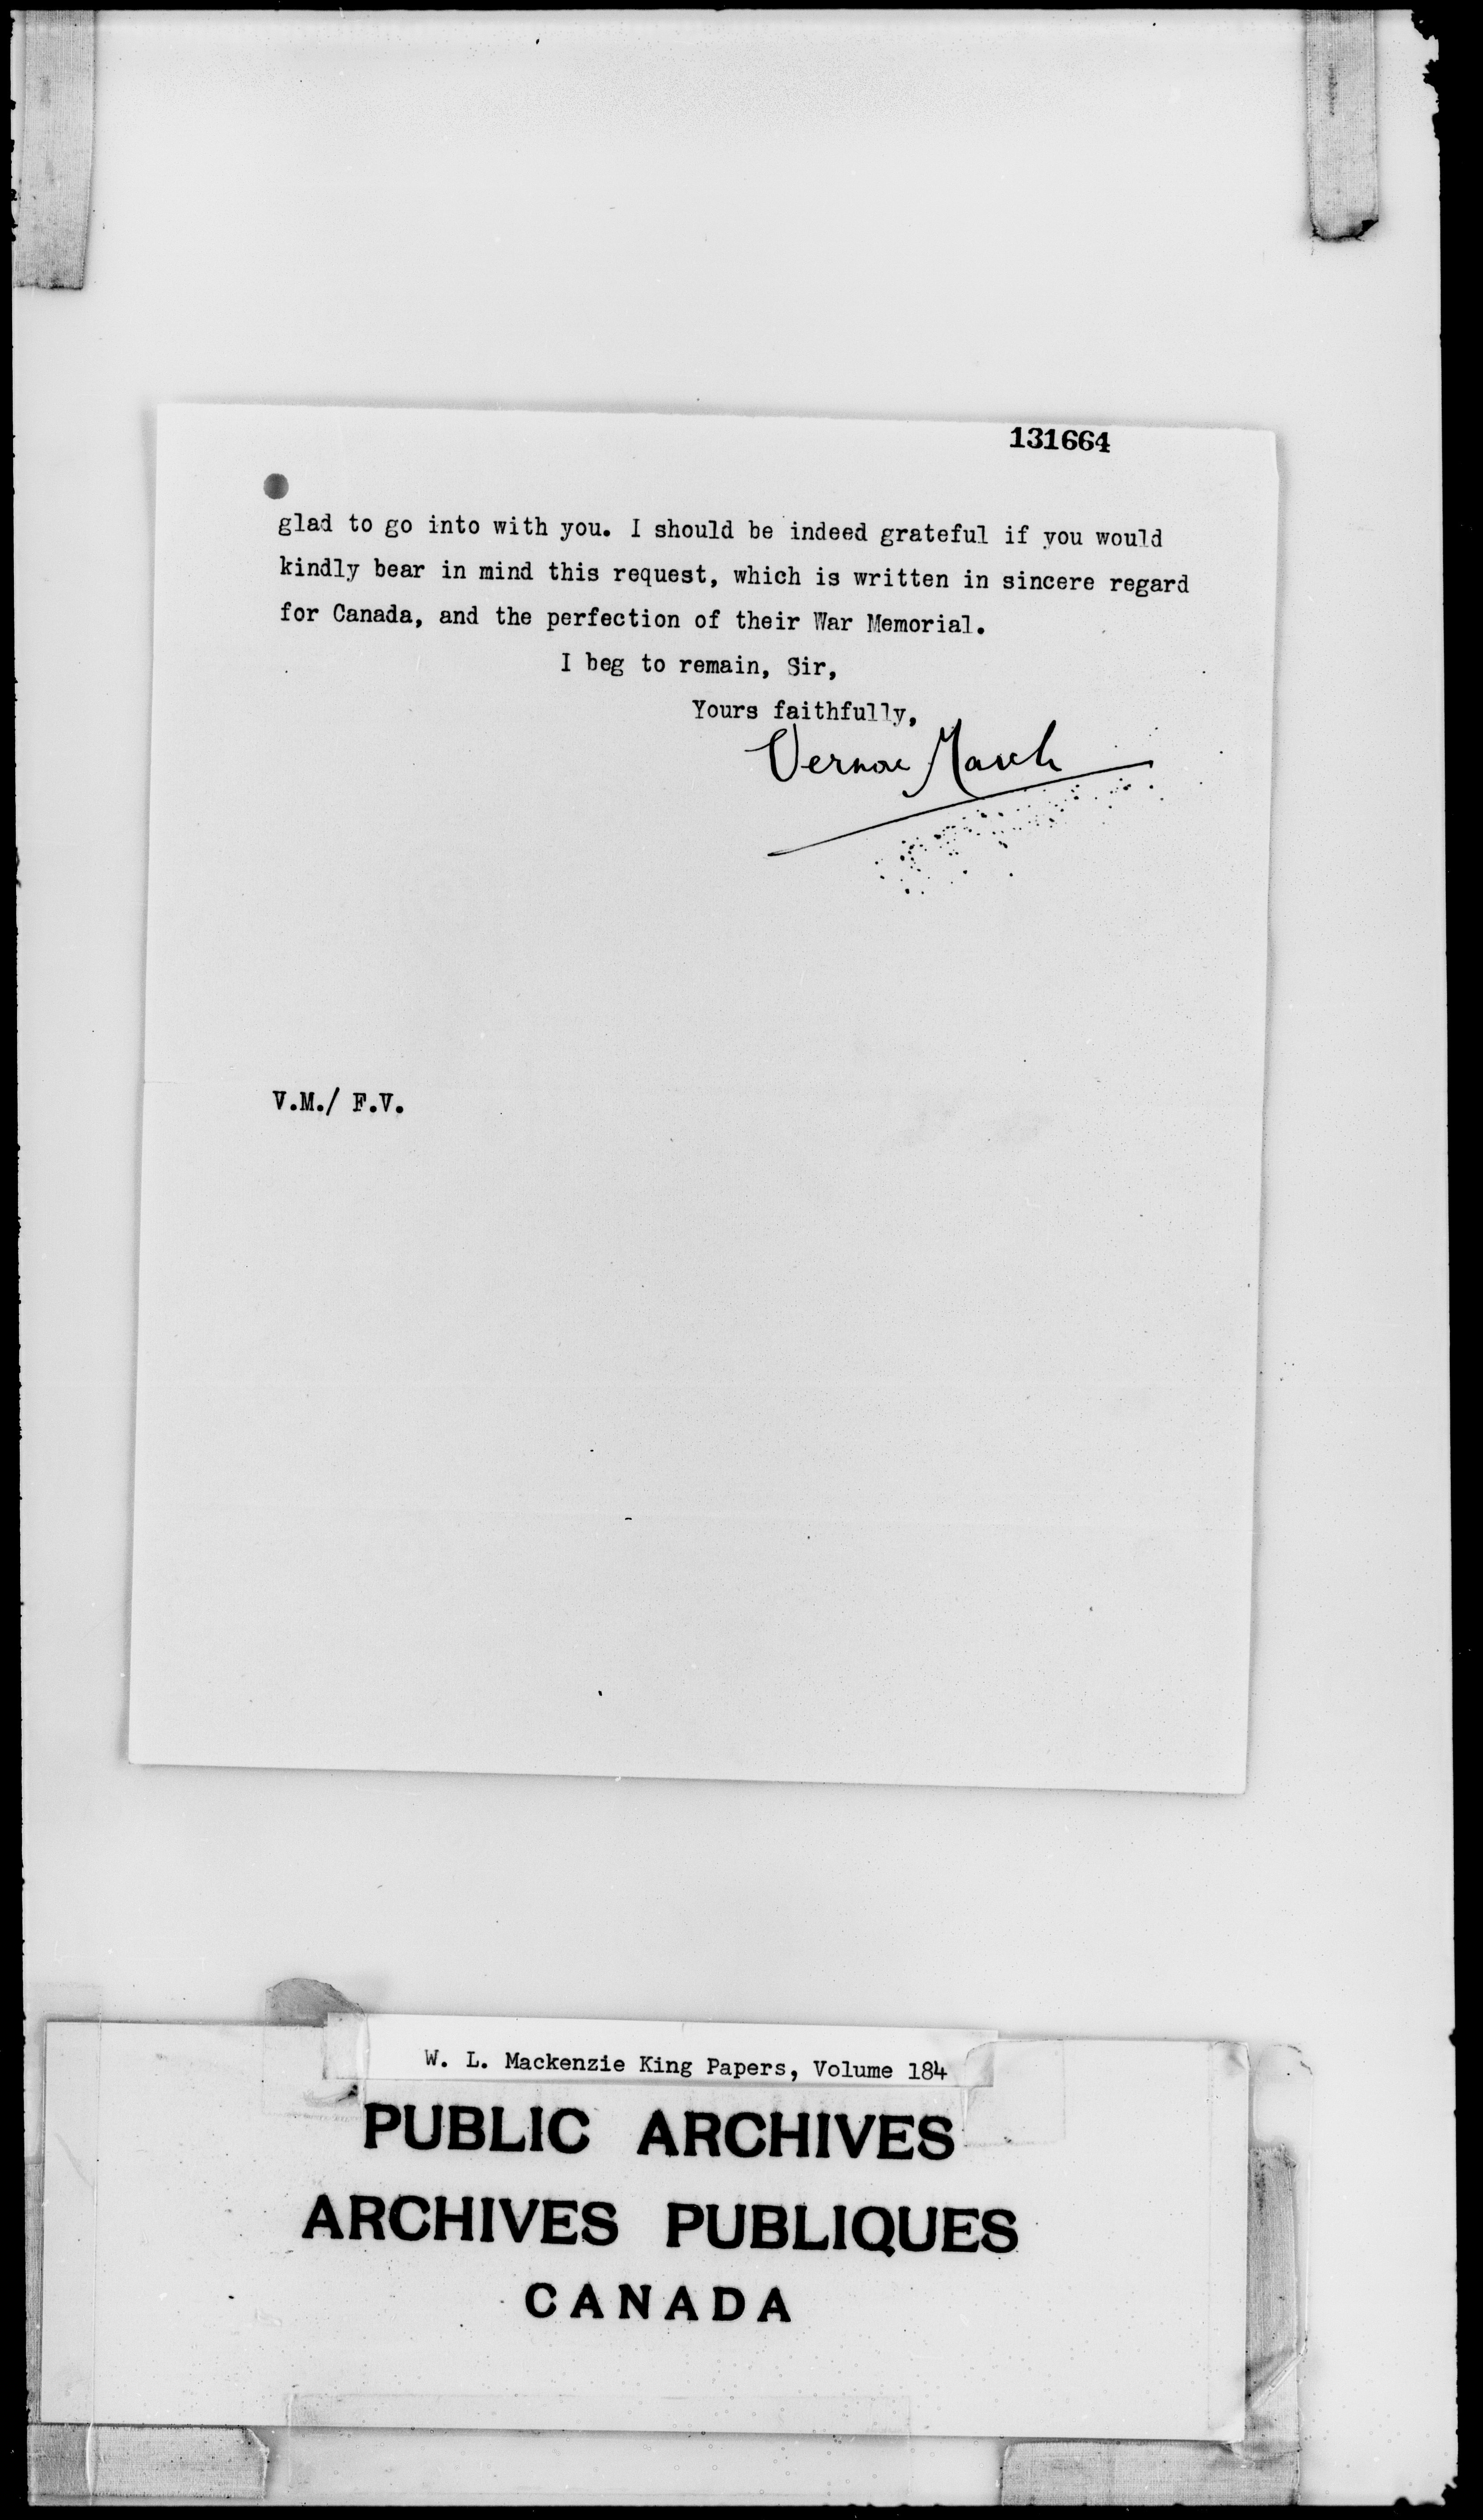 131664
glad to go into with you. I should be indeed grateful if you would
kindly bear in mind this request, which is written in sincere regard
for Canada, and the perfection of their War Memorial.
I beg to remain, Sir,
Yours faithfully,
Vernon March
V.M./ F.V.
W. L. Mackenzie King Papers, Volume 184
PUBLIC ARCHIVES
ARCHIVES PUBLIQUES
CANADA